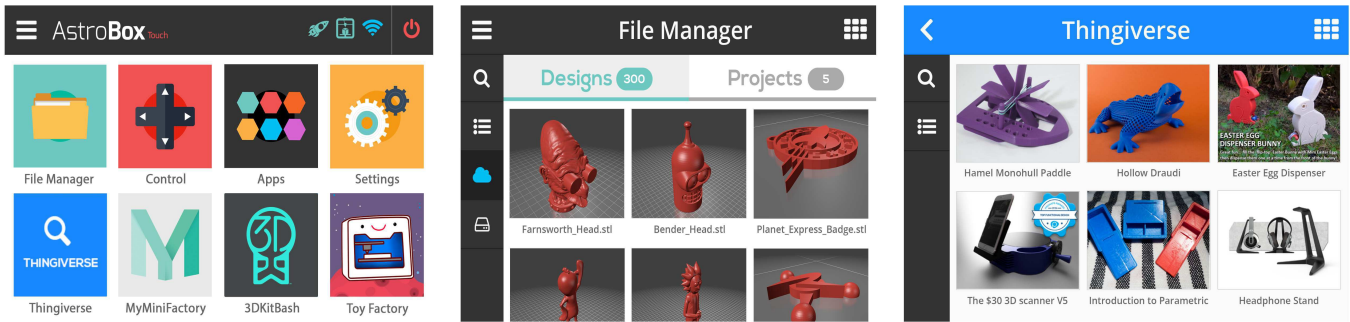 AstroBox Touch
File Manager
Control
Apps
Settings
THINGIVERSE
Thingiverse
MyMiniFactory
3D
3DKitBash
Toy Factory
File Manager
Designs 300
Projects 5
Farnsworth_Head.stl
Bender_Head.stl
Planet_Express_Badge.stl
Thingiverse
EASTER EGG
DISPENSER BUNNY
Hamel Monohull Paddle
Hollow Draudi
Easter Egg Dispenser
The $30 3D scanner V5
Introduction to Parametric
Headphone Stand